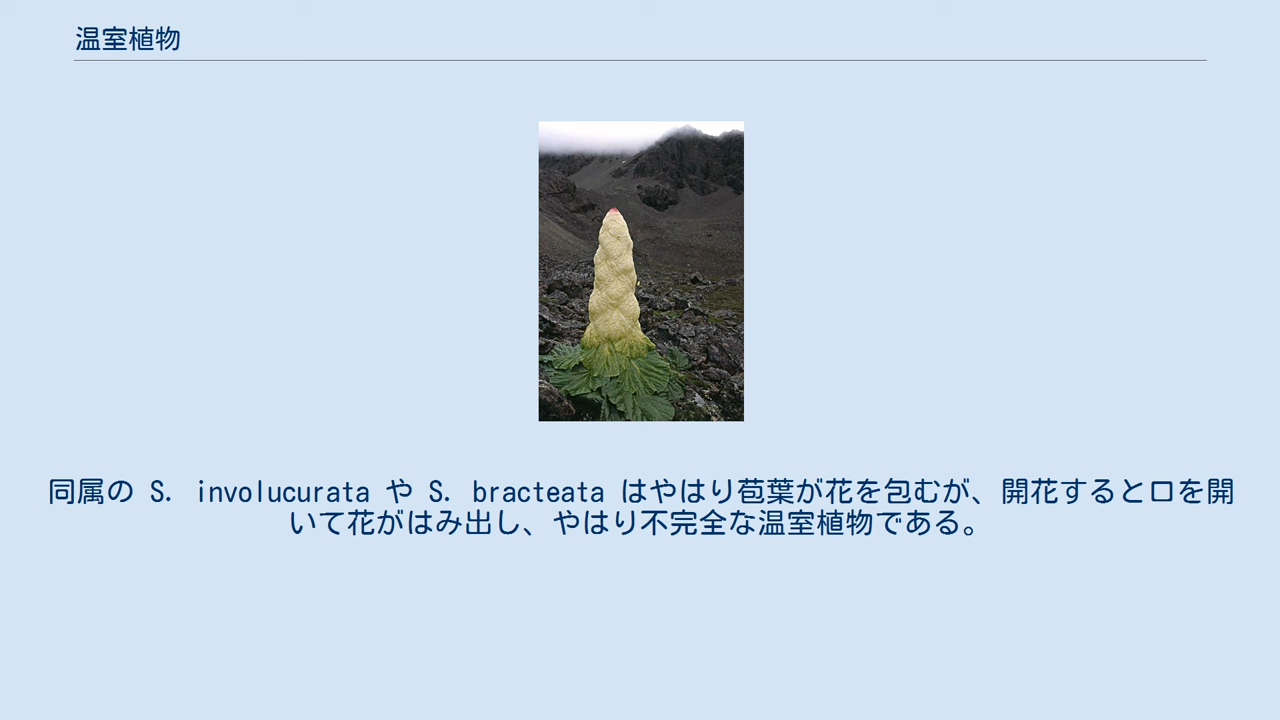 温室植物
同属の S. involucurata や S. bracteata はやはり苞葉が花を包むが、開花すると口を開
いて花がはみ出し、やはり不完全な温室植物である。